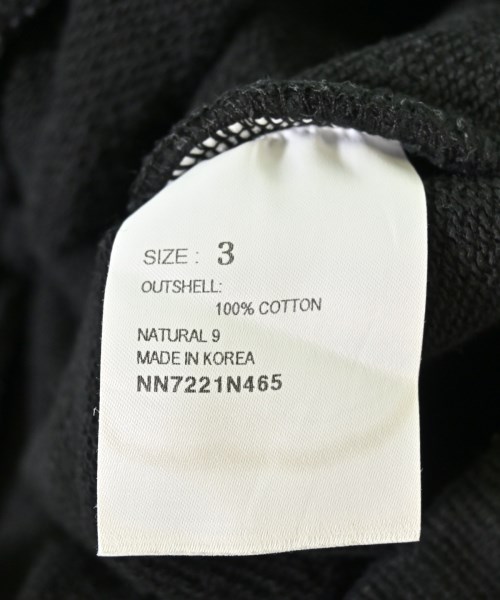 SIZE : 3
OUTSHELL:
100% COTTON
NATURAL 9
MADE IN KOREA
NN7221N465